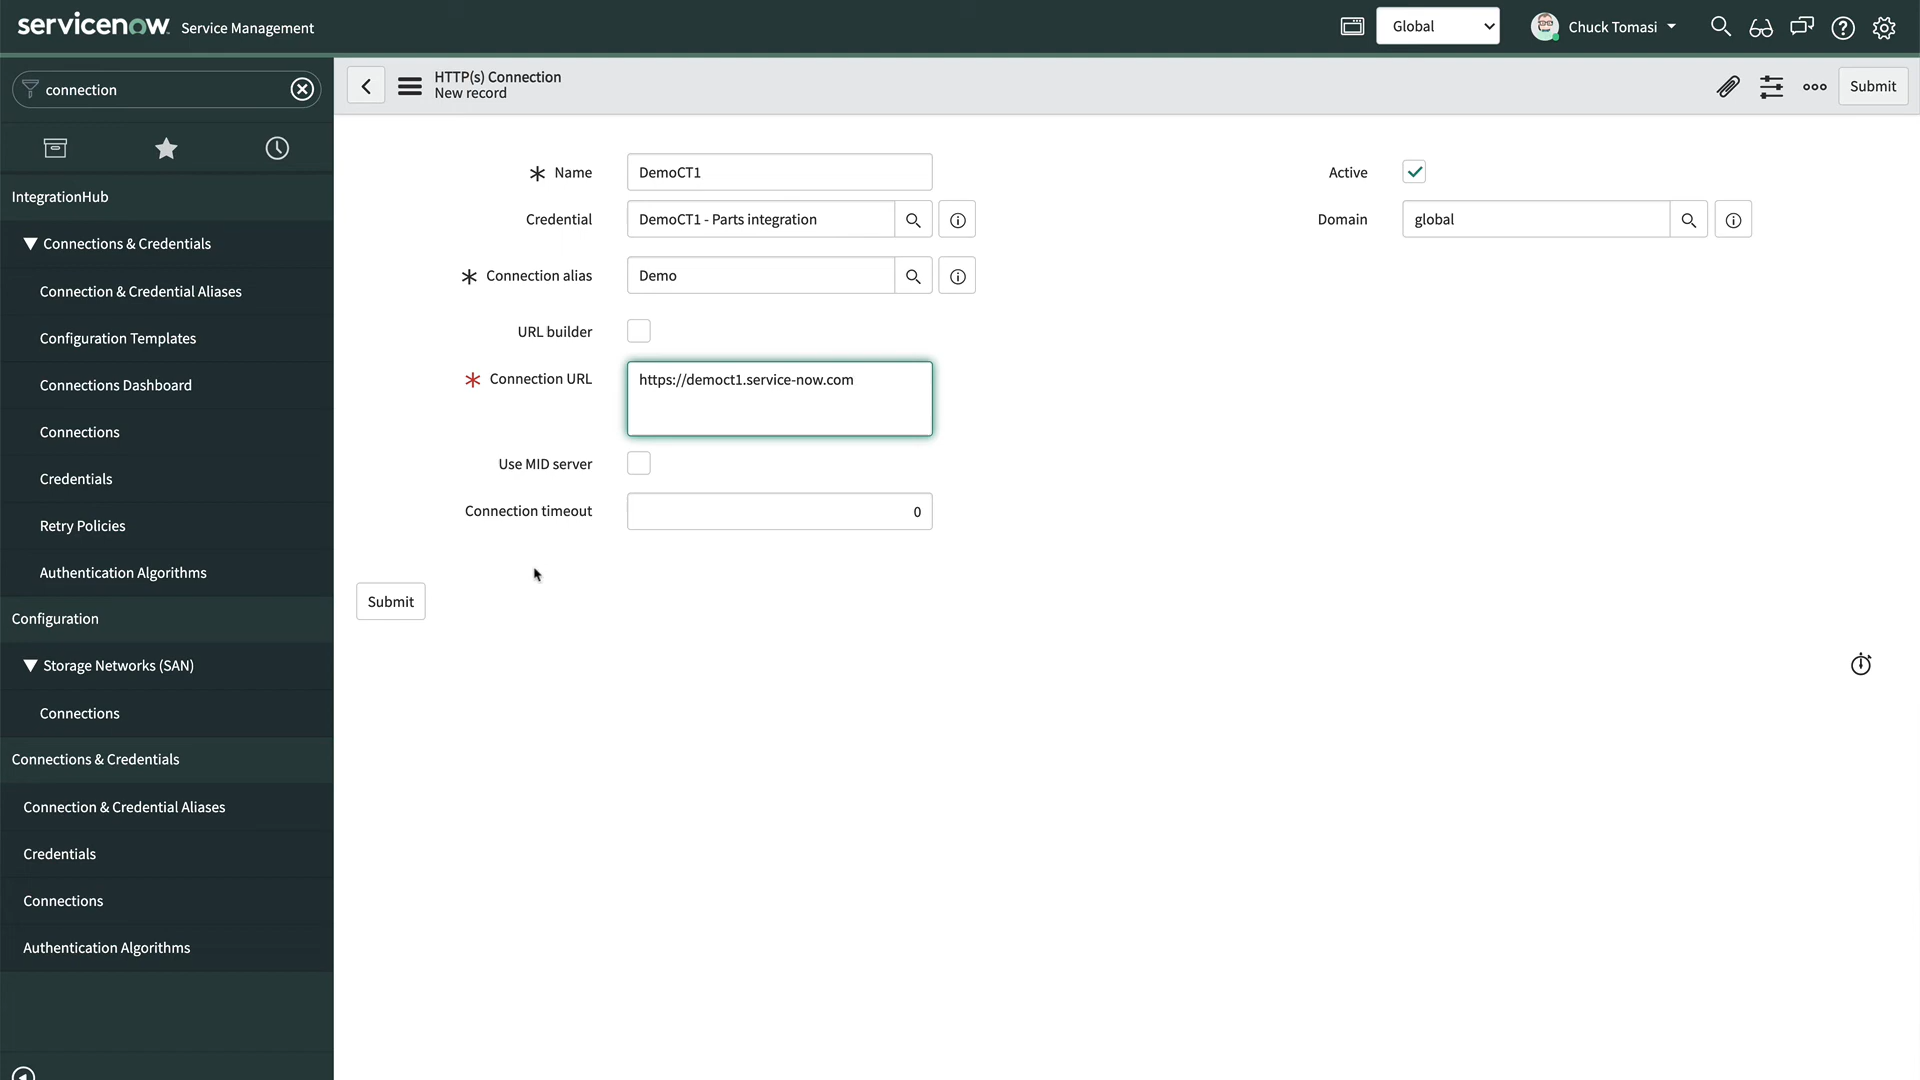 servicenow. Service Management
Global
Chuck Tomasi
connection
HTTP(s) Connection
New record
Submit
IntegrationHub
Connections & Credentials
Connection & Credential Aliases
Configuration Templates
Connections Dashboard
Connections
Credentials
Retry Policies
Authentication Algorithms
Configuration
Storage Networks (SAN)
Connections
Connections & Credentials
Connection & Credential Aliases
Credentials
Connections
Authentication Algorithms
Name DemoCT1
Active
Credential DemoCT1 - Parts integration
Domain global
Connection alias Demo
URL builder
Connection URL https://democt1.service-now.com
Use MID server
Connection timeout 0
Submit